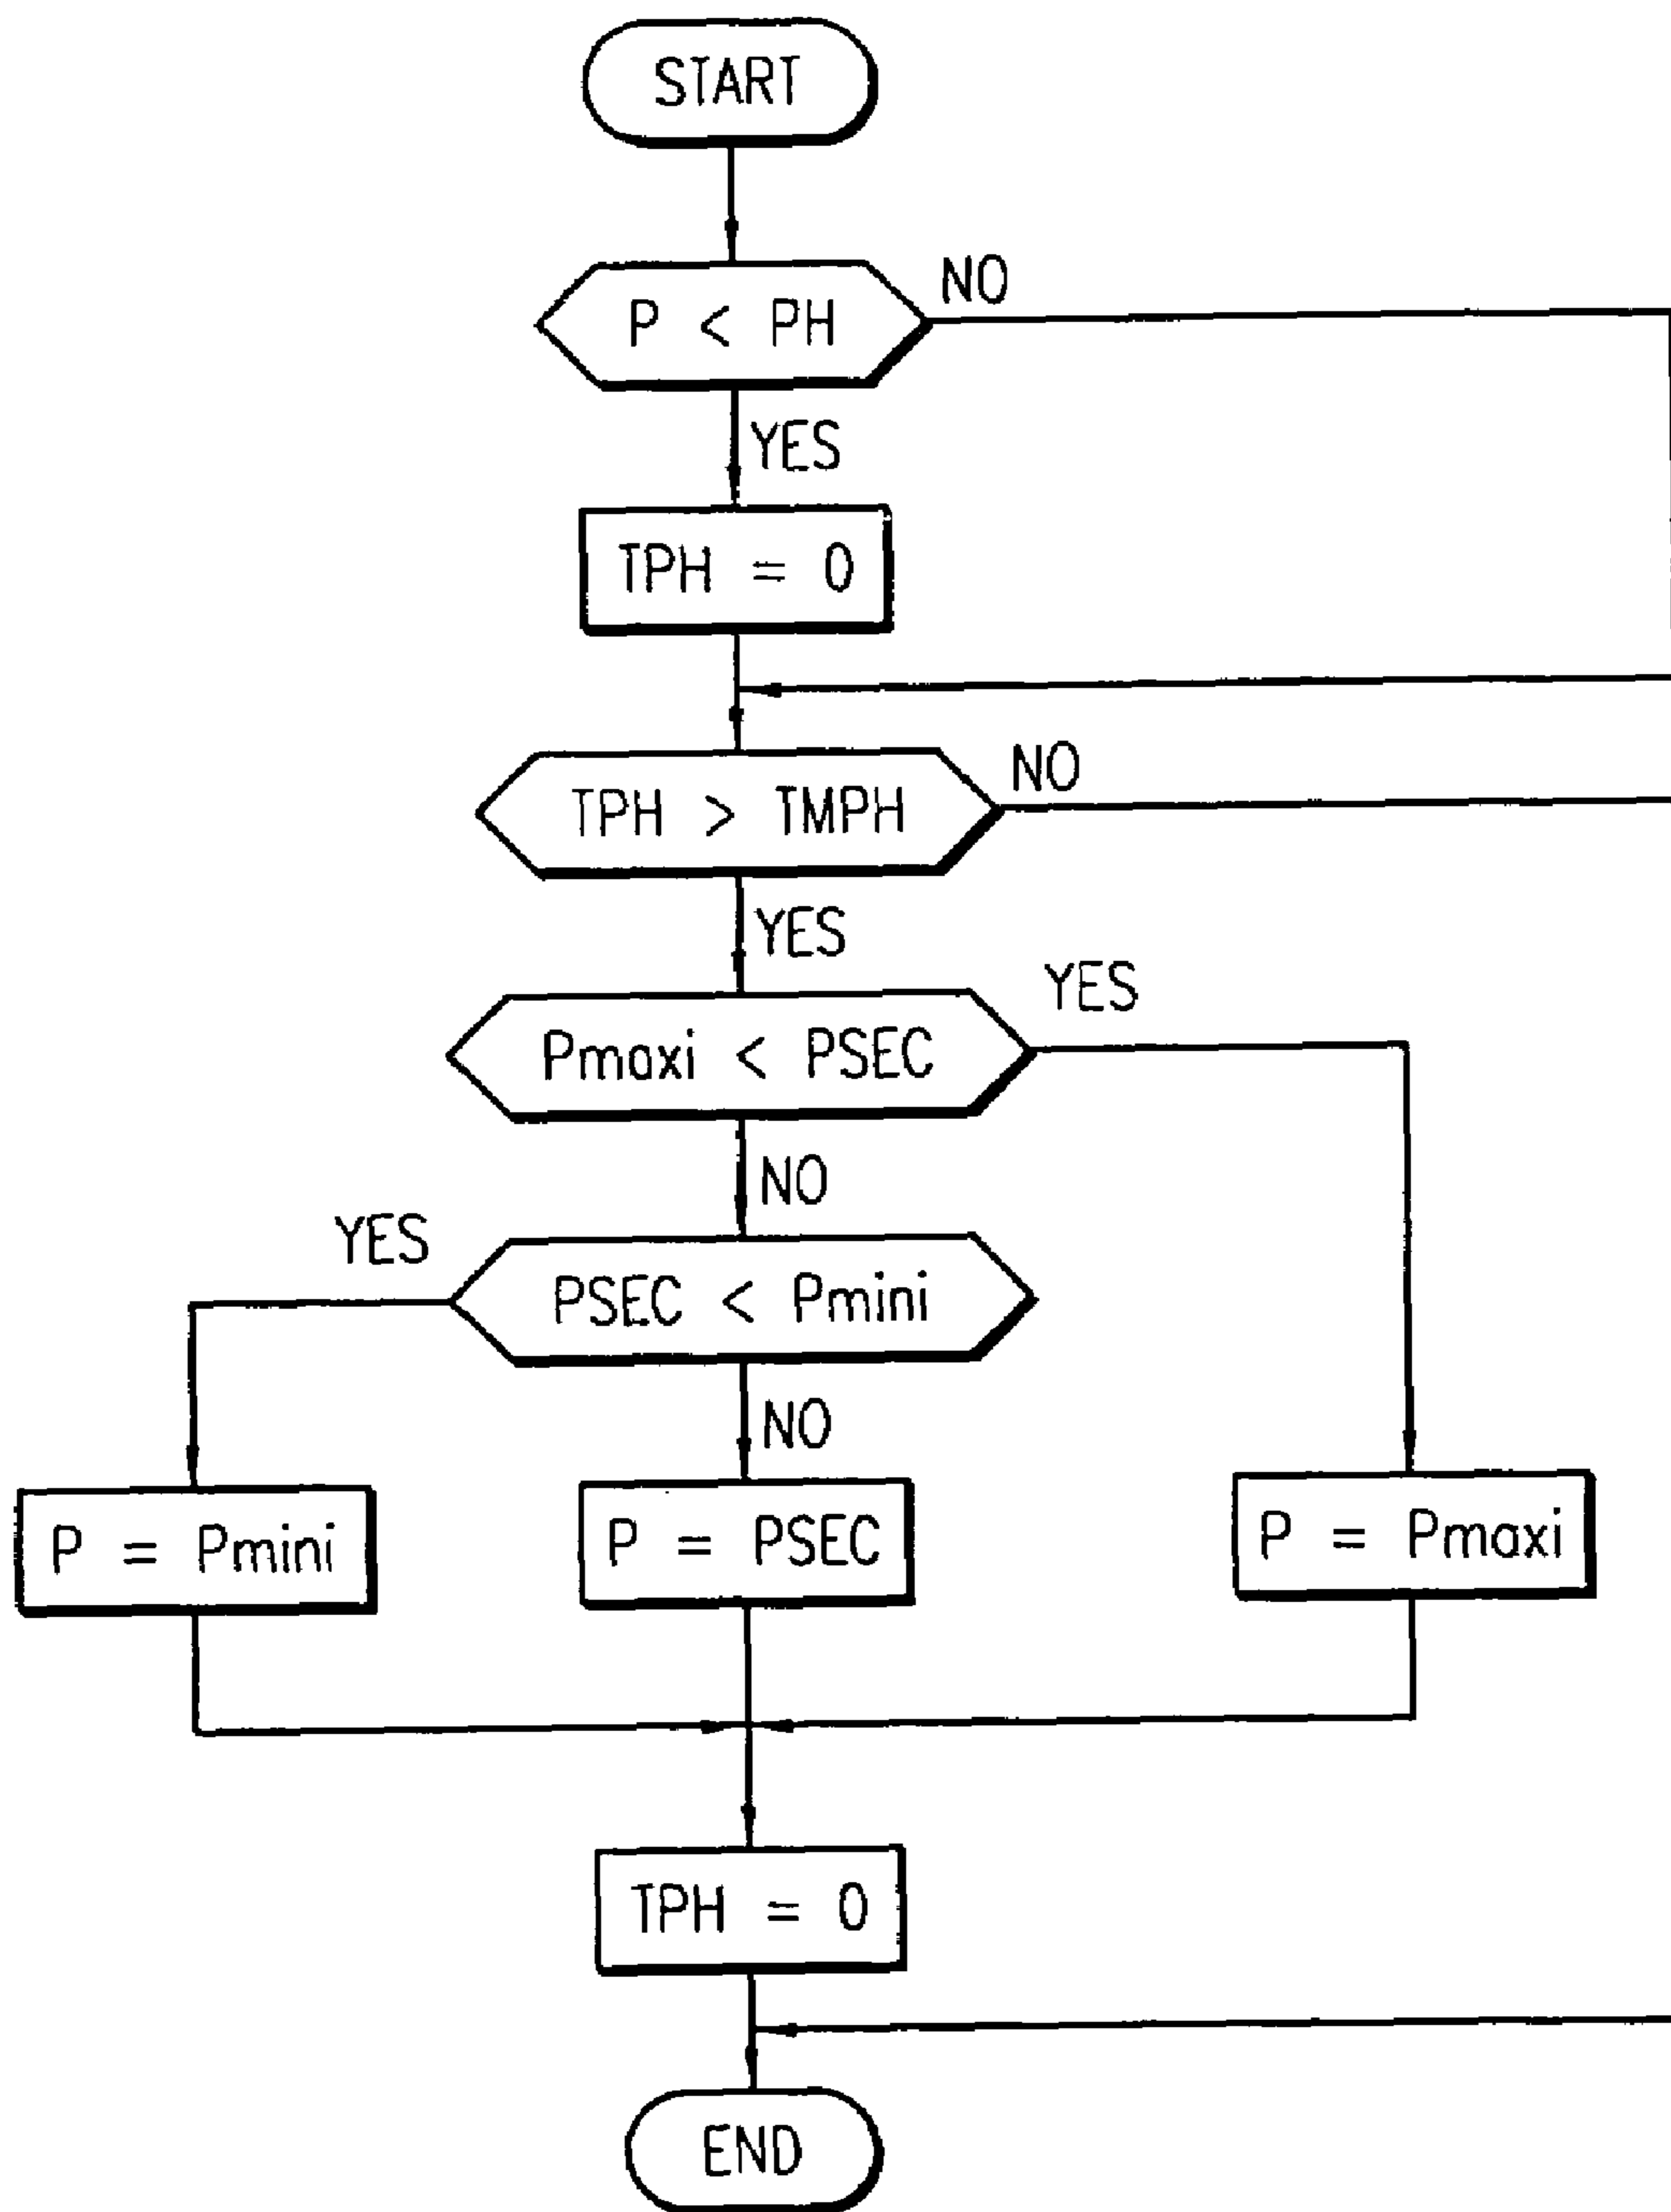 START
P < PH
NO
YES
TPH = 0
TPH > TMPH
NO
YES
Pmaxi < PSEC
YES
NO
YES
PSEC < Pmini
NO
P = Pmini
P = PSEC
P = Pmaxi
TPH = 0
END